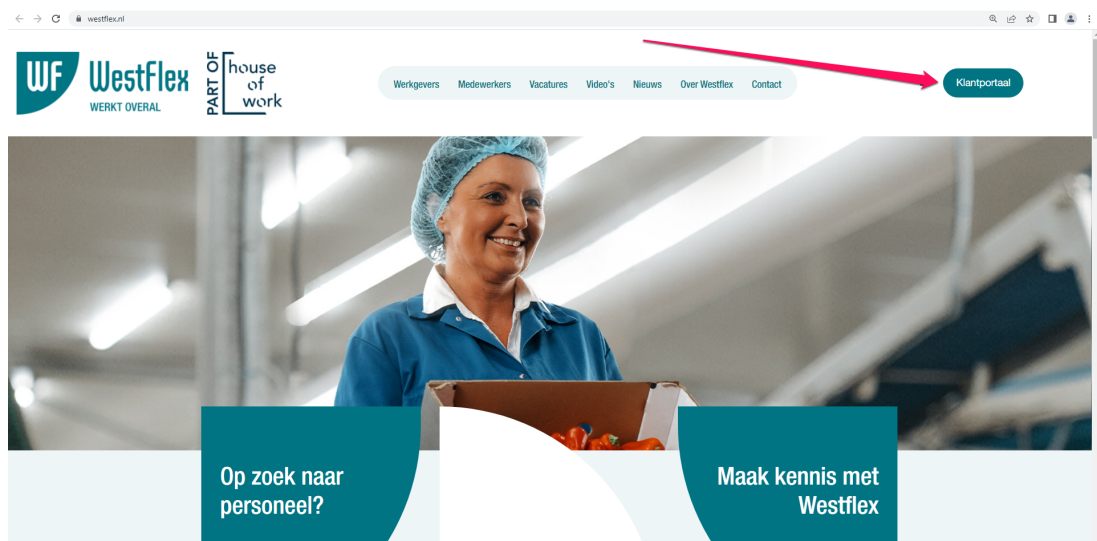 westflex.nl
WF WestFlex
WERKT OVERAL
PART OF
house
of
work
Werkgevers Medewerkers Vacatures Video's Nieuws Over Westflex Contact
Klantportaal
Op zoek naar
personeel?
Maak kennis met
Westflex